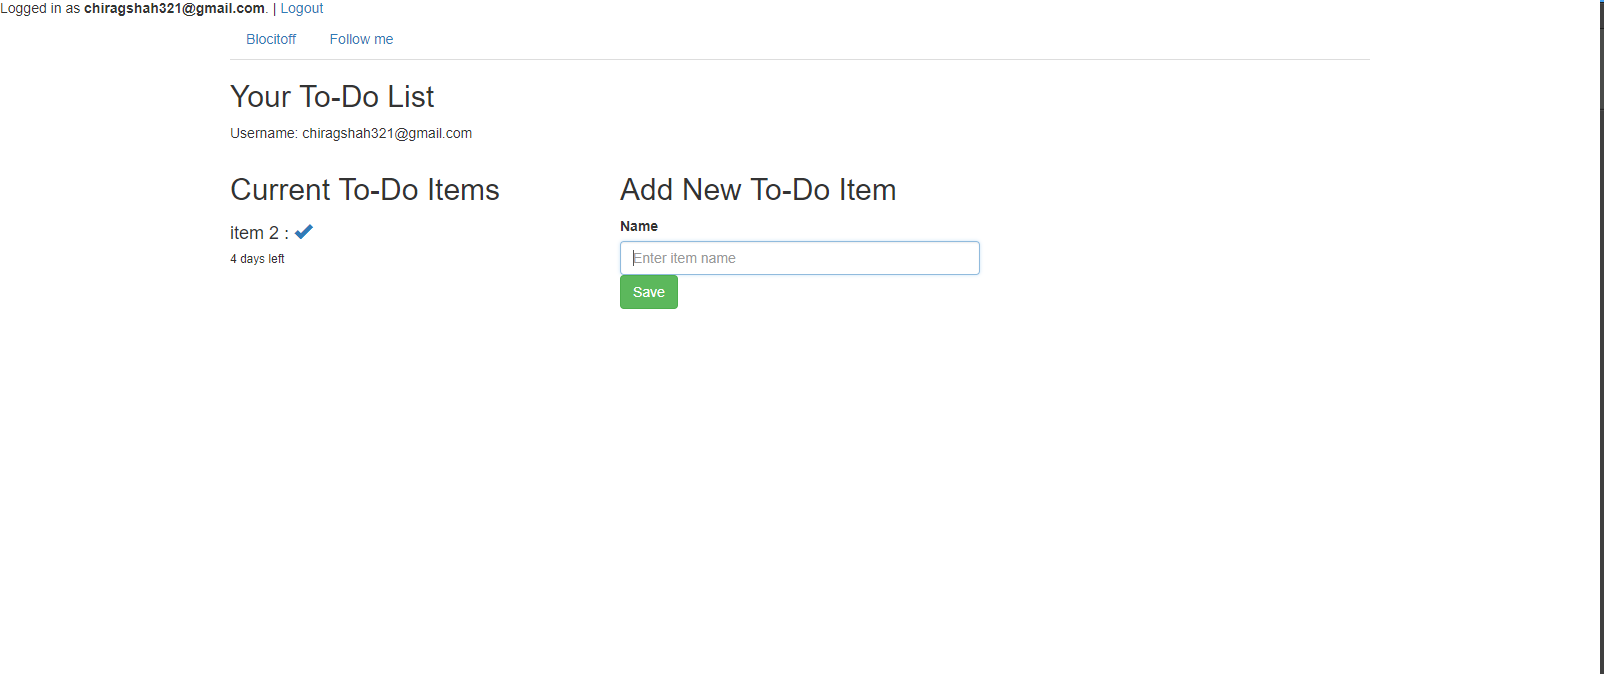 Logged in as chiragshah321@gmail.com. | Logout
Blocitoff Follow me
Your To-Do List
Username: chiragshah321@gmail.com
Current To-Do Items
item 2 :
4 days left
Add New To-Do Item
Name
Enter item name
Save